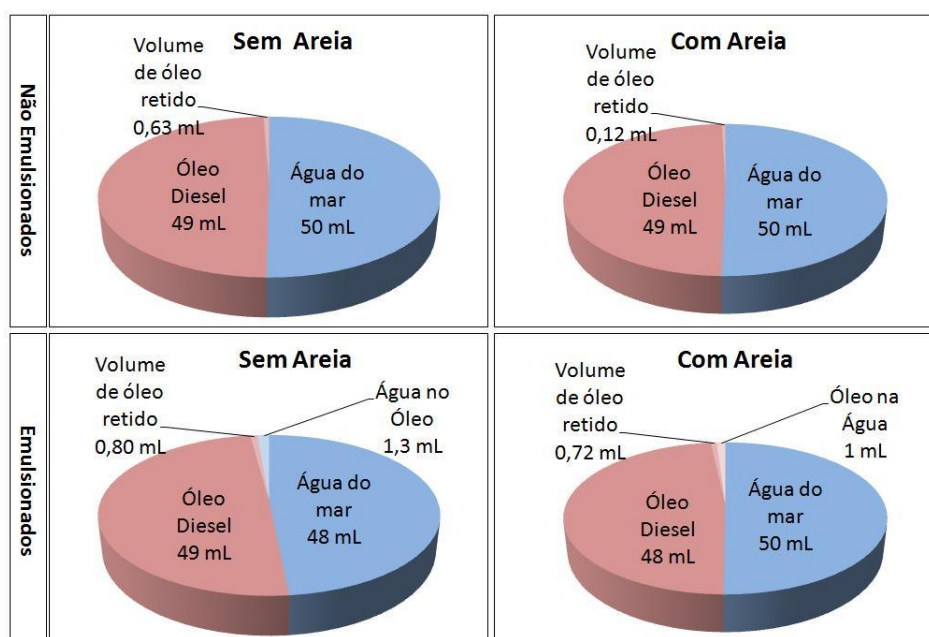 Não Emulsionados
Sem Areia
Volume
de óleo
retido
0,63 mL
Óleo
Diesel
49 mL
Água do
mar
50 mL
Com Areia
Volume
de óleo
retido
0,12 mL
Óleo
Diesel
49 mL
Água do
mar
50 mL
Emulsionados
Sem Areia
Volume
de óleo
retido
0,80 mL
Água no
Óleo
1,3 mL
Óleo
Diesel
49 mL
Água do
mar
48 mL
Com Areia
Volume
de óleo
retido
0,72 mL
Óleo na
Água
1 mL
Óleo
Diesel
48 mL
Água do
mar
50 mL